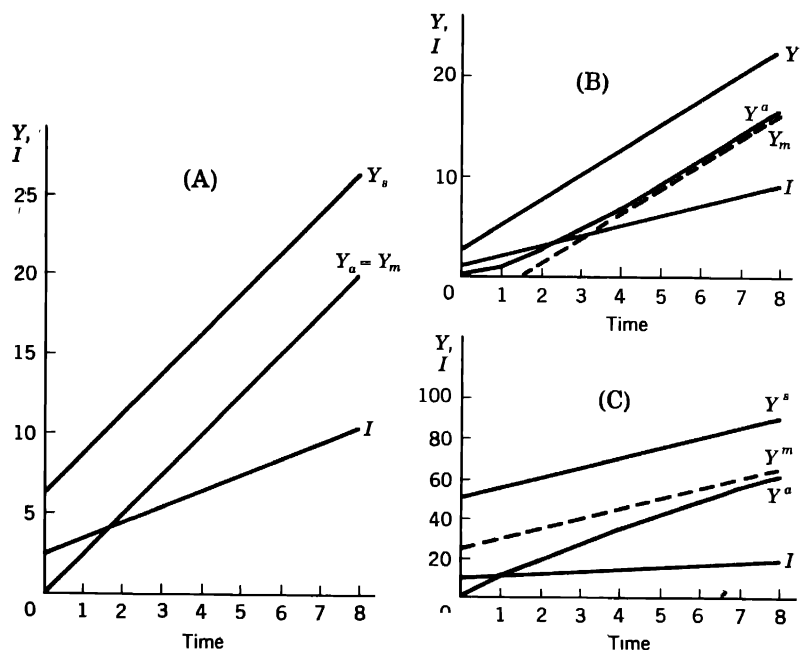 Y,
I
(A)
25
20
15
10
5
0
Y_s
Y_a = Y_m
I
1 2 3 4 5 6 7 8
Time
Y,
I
(B)
20
10
0
Y
Y^a
Y_m
I
1 2 3 4 5 6 7 8
Time
Y,
I
(C)
100
80
60
40
20
0
Y^s
Y^m
Y^a
I
1 2 3 4 5 6 7 8
Time